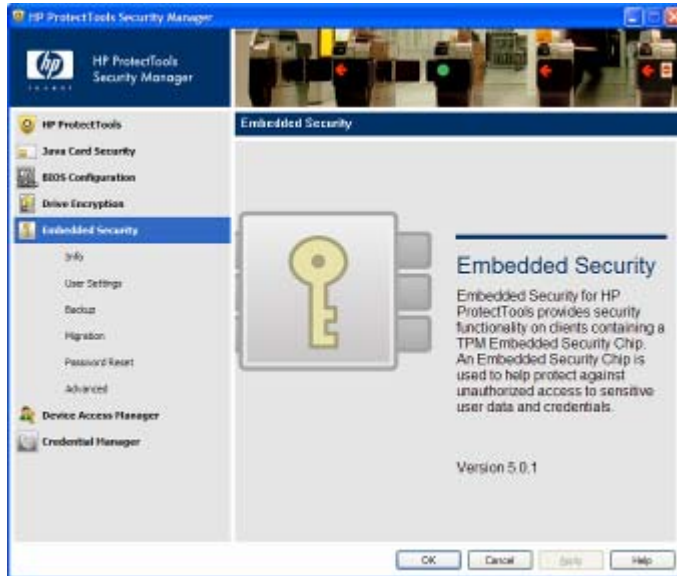 HP ProtectTools Security Manager
hp
invent
HP ProtectTools
Security Manager
HP ProtectTools
Java Card Security
BIOS Configuration
Drive Encryption
Embedded Security
Info
User Settings
Backup
Migration
Password Reset
Advanced
Device Access Manager
Credential Manager
Embedded Security
Embedded Security
Embedded Security for HP
ProtectTools provides security
functionality on clients containing a
TPM Embedded Security Chip.
An Embedded Security Chip is
used to help protect against
unauthorized access to sensitive
user data and credentials.
Version 5.0.1
OK
Cancel
Apply
Help